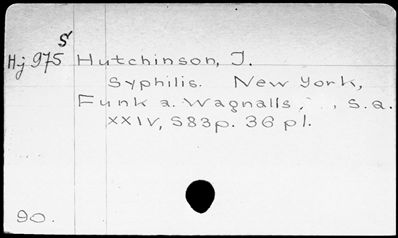 S
Hj 975 Hutchinson, J.
Syphilis. New York,
Funk a. Wagnalls, , s.a.
XXIV, 583p. 36 pl.
90.